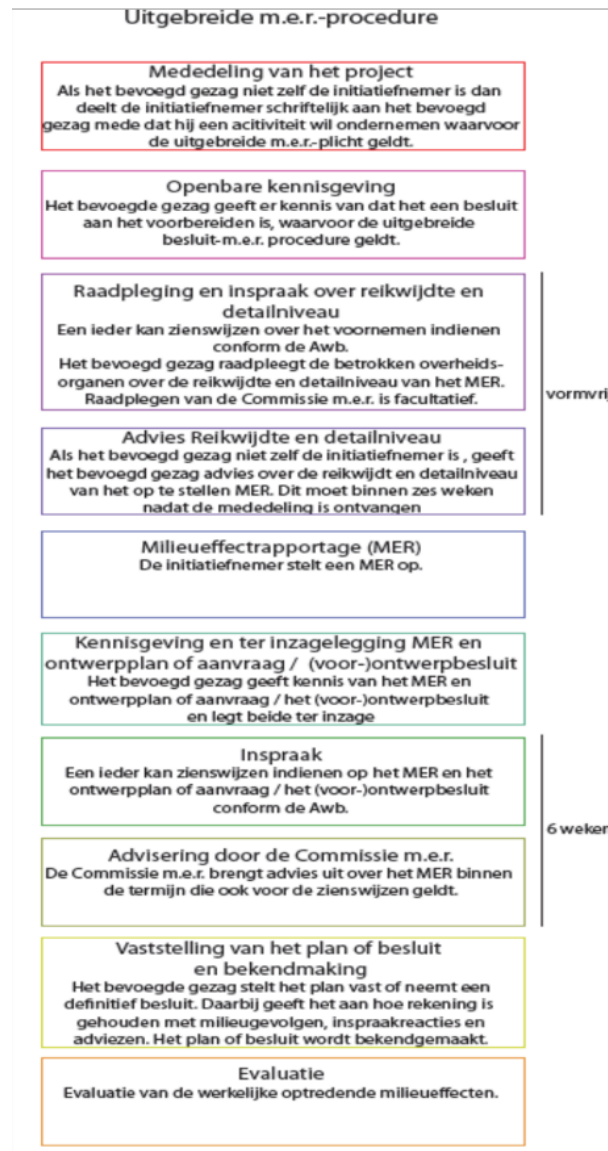 Uitgebreide m.e.r.-procedure
Mededeling van het project
Als het bevoegd gezag niet zelf de initiatiefnemer is dan
deelt de initiatiefnemer schriftelijk aan het bevoegd
gezag mede dat hij een acitiviteit wil ondernemen waarvoor
de uitgebreide m.e.r.-plicht geldt.
Openbare kennisgeving
Het bevoegde gezag geeft er kennis van dat het een besluit
aan het voorbereiden is, waarvoor de uitgebreide
besluit-m.e.r. procedure geldt.
Raadpleging en inspraak over reikwijdte en
detailniveau
Een ieder kan zienswijzen over het voornemen indienen
conform de Awb.
Het bevoegd gezag raadpleegt de betrokken overheids-
organen over de reikwijdte en detailniveau van het MER.
Raadplegen van de Commissie m.e.r. is facultatief.
vormvrij
Advies Reikwijdte en detailniveau
Als het bevoegd gezag niet zelf de initiatiefnemer is , geeft
het bevoegd gezag advies over de reikwijdt en detailniveau
van het op te stellen MER. Dit moet binnen zes weken
nadat de mededeling is ontvangen
Milieueffectrapportage (MER)
De initiatiefnemer stelt een MER op.
Kennisgeving en ter inzagelegging MER en
ontwerpplan of aanvraag / (voor-)ontwerpbesluit
Het bevoegd gezag geeft kennis van het MER en
ontwerpplan of aanvraag / het (voor-)ontwerpbesluit
en legt beide ter inzage
Inspraak
Een ieder kan zienswijzen indienen op het MER en het
ontwerpplan of aanvraag / het (voor-)ontwerpbesluit
conform de Awb.
6 weken
Advisering door de Commissie m.e.r.
De Commissie m.e.r. brengt advies uit over het MER binnen
de termijn die ook voor de zienswijzen geldt.
Vaststelling van het plan of besluit
en bekendmaking
Het bevoegde gezag stelt het plan vast of neemt een
definitief besluit. Daarbij geeft het aan hoe rekening is
gehouden met milieugevolgen, inspraakreacties en
adviezen. Het plan of besluit wordt bekendgemaakt.
Evaluatie
Evaluatie van de werkelijke optredende milieueffecten.